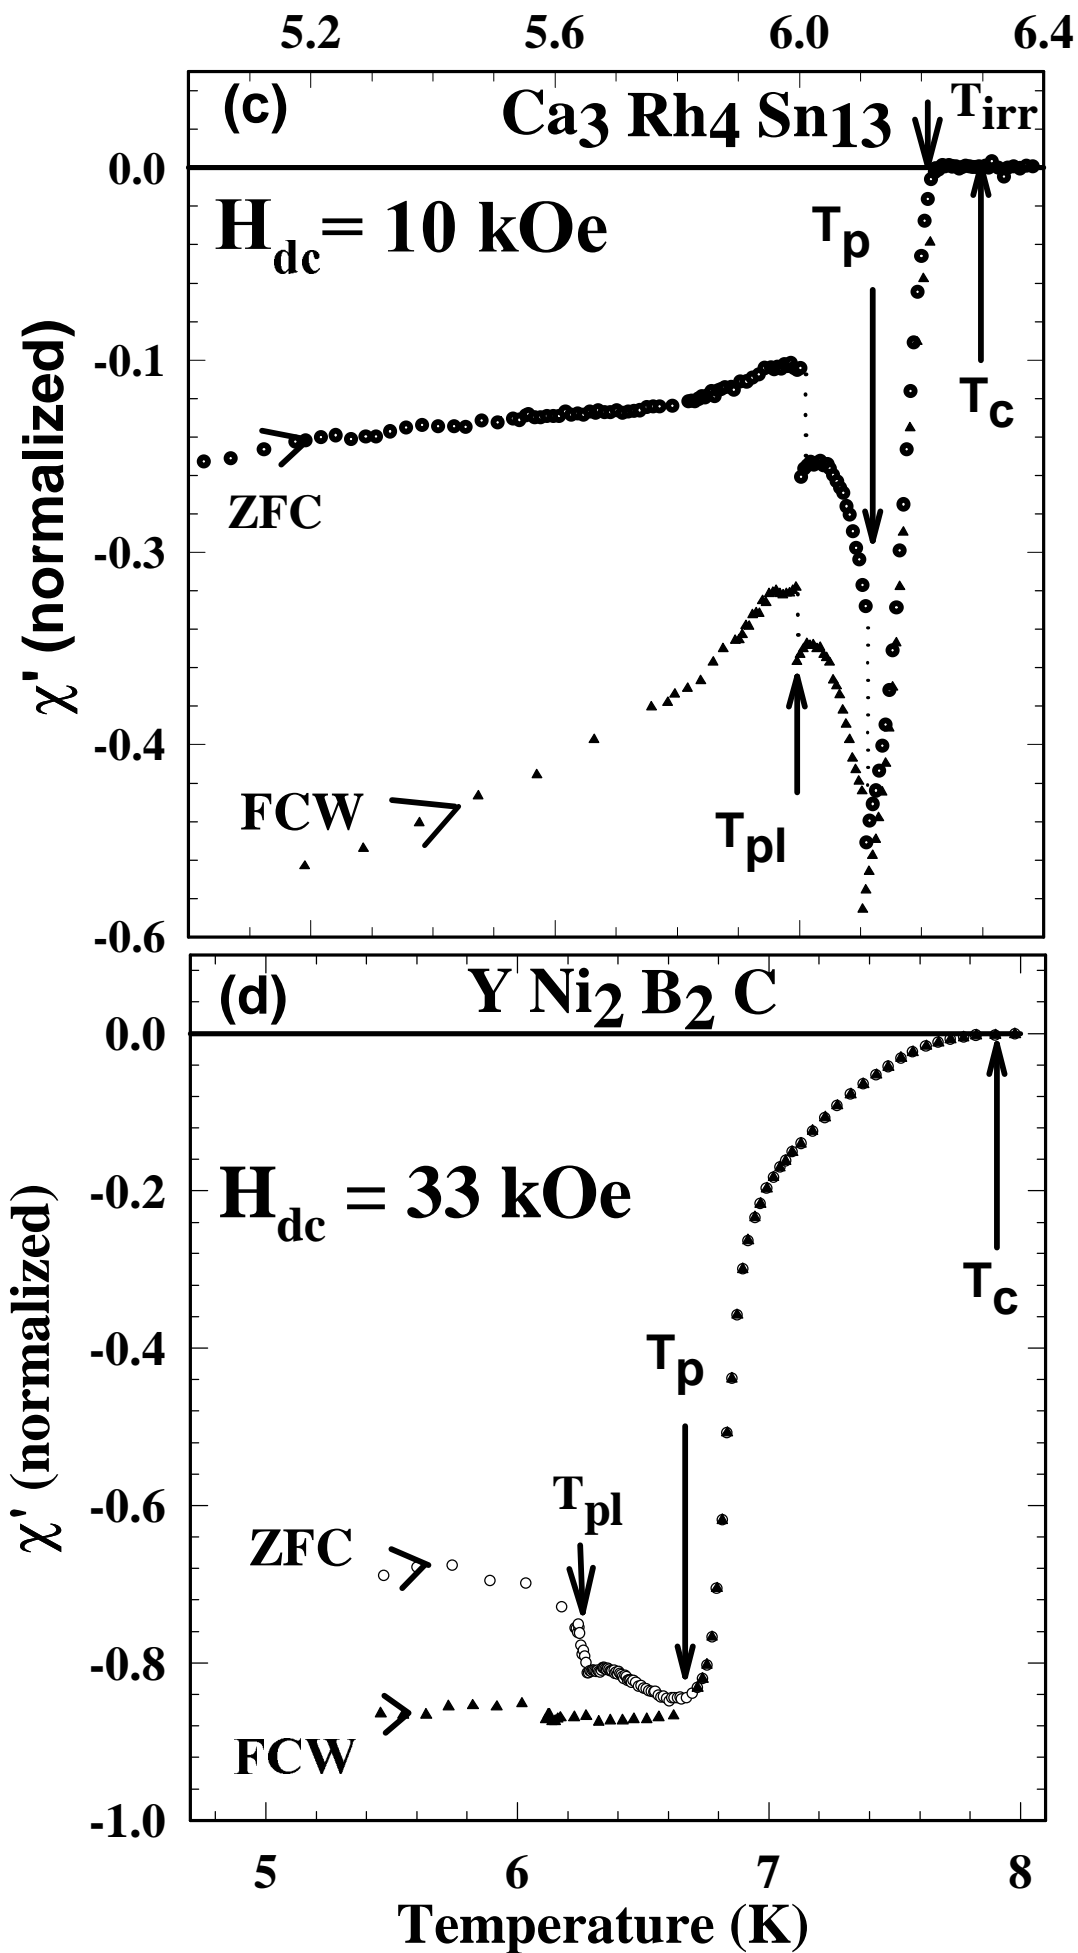 5.2 5.6 6.0 6.4
(c) Ca3 Rh4 Sn13 Tirr
0.0
Hdc= 10 kOe
Tp
-0.1
Tc
ZFC
-0.3
-0.4
FCW
Tpl
-0.6
χ' (normalized)
(d) Y Ni2 B2 C
0.0
-0.2
Hdc = 33 kOe
Tc
-0.4
Tp
Tpl
-0.6
ZFC
-0.8
FCW
-1.0
χ' (normalized)
5 6 7 8
Temperature (K)